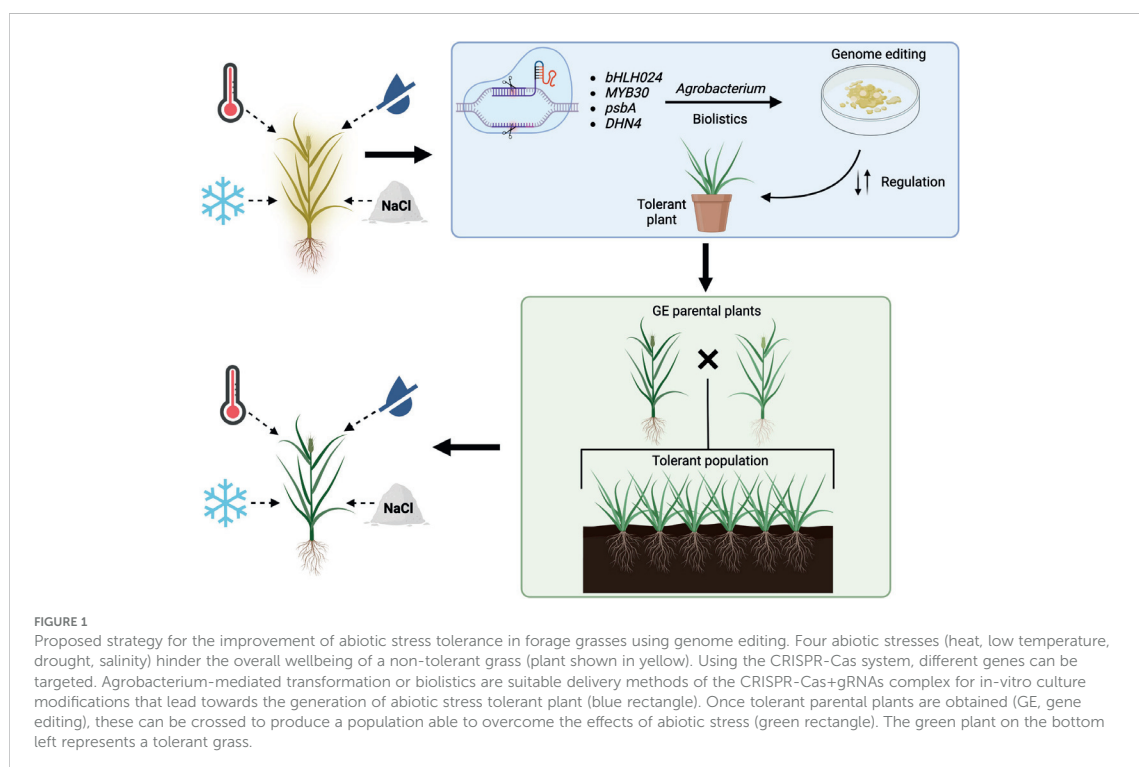 Genome editing
• bHLH024
• MYB30
• psbA
• DHN4
Agrobacterium
Biolistics
NaCl
Regulation
Tolerant
plant
GE parental plants
Tolerant population
NaCl
FIGURE 1
Proposed strategy for the improvement of abiotic stress tolerance in forage grasses using genome editing. Four abiotic stresses (heat, low temperature,
drought, salinity) hinder the overall wellbeing of a non-tolerant grass (plant shown in yellow). Using the CRISPR-Cas system, different genes can be
targeted. Agrobacterium-mediated transformation or biolistics are suitable delivery methods of the CRISPR-Cas+gRNAs complex for in-vitro culture
modifications that lead towards the generation of abiotic stress tolerant plant (blue rectangle). Once tolerant parental plants are obtained (GE, gene
editing), these can be crossed to produce a population able to overcome the effects of abiotic stress (green rectangle). The green plant on the bottom
left represents a tolerant grass.